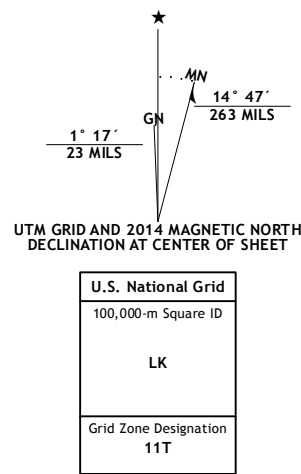 ★
MN
GN
14° 47´
263 MILS
1° 17´
23 MILS
UTM GRID AND 2014 MAGNETIC NORTH
DECLINATION AT CENTER OF SHEET
U.S. National Grid
100,000-m Square ID
LK
Grid Zone Designation
11T